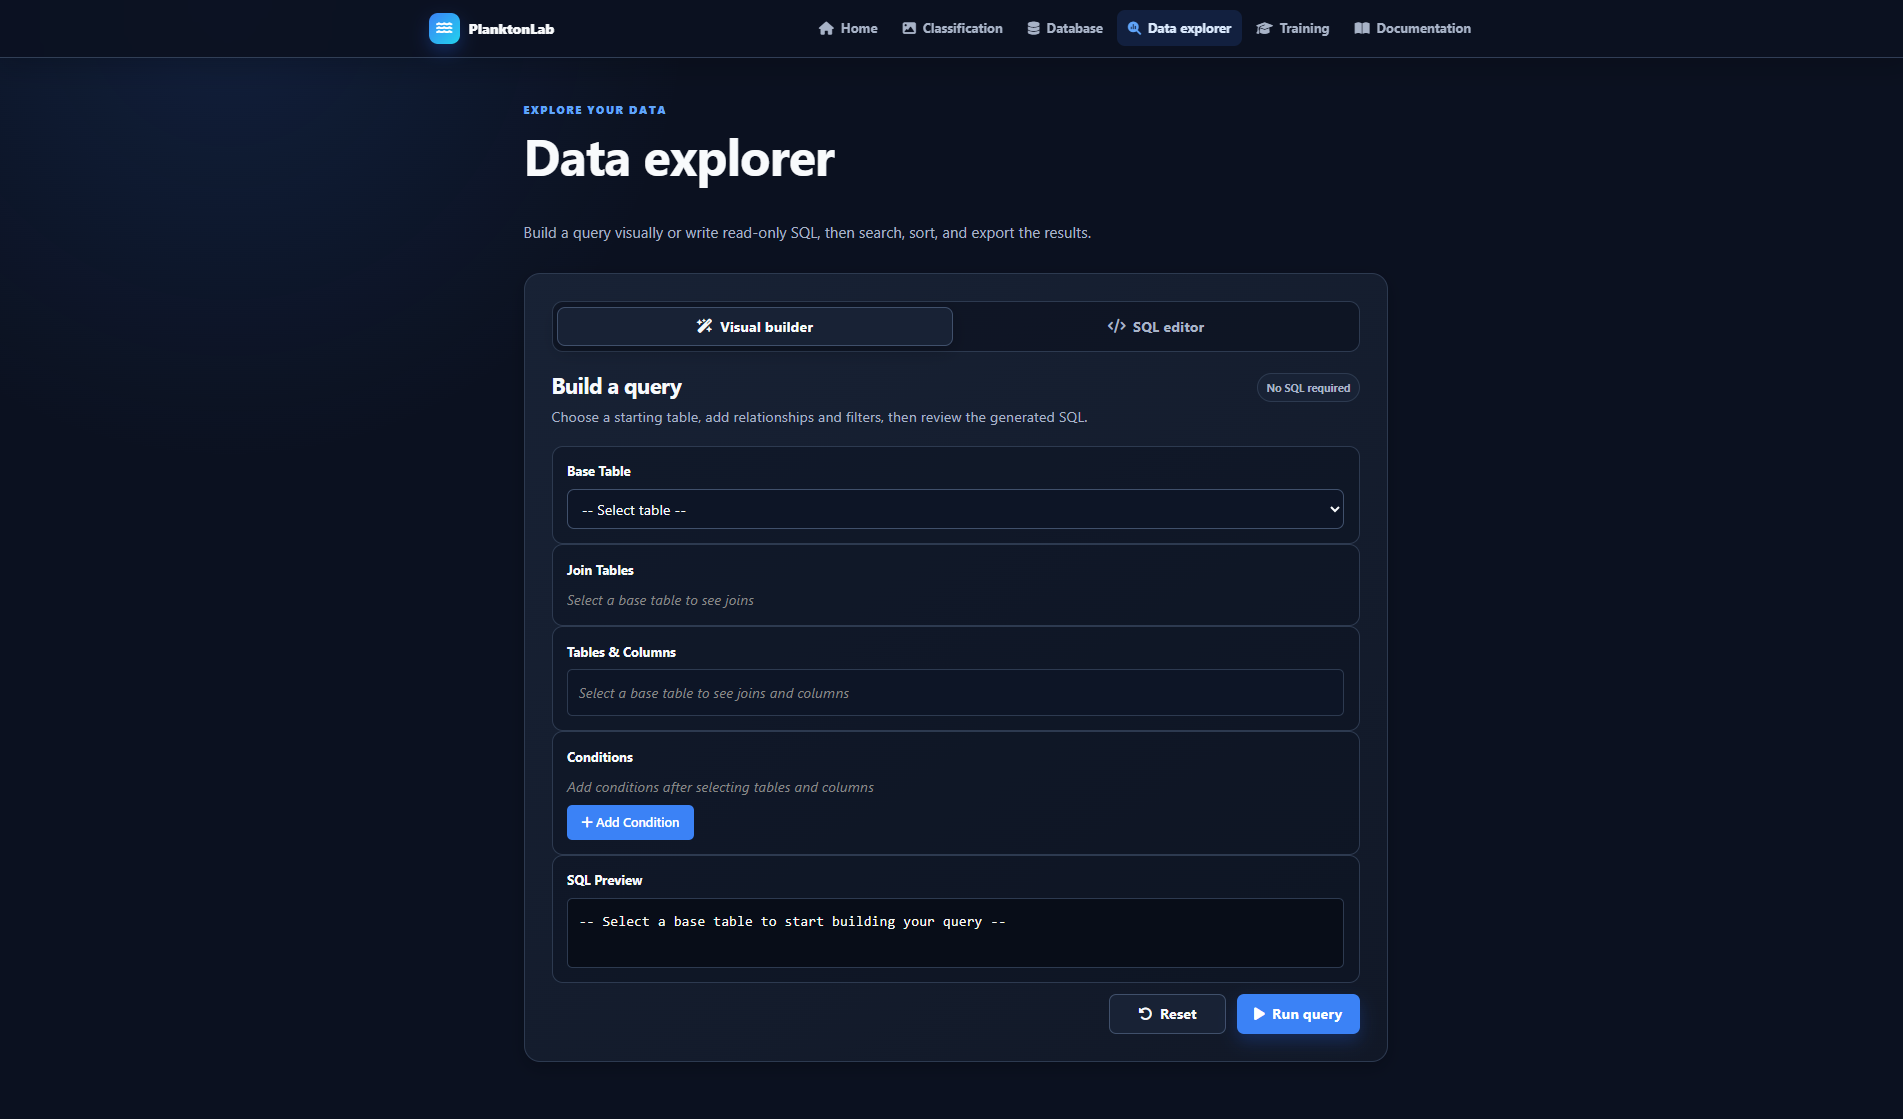 PlanktonLab
Home
Classification
Database
Data explorer
Training
Documentation
EXPLORE YOUR DATA
Data explorer
Build a query visually or write read-only SQL, then search, sort, and export the results.
Visual builder
SQL editor
Build a query
No SQL required
Choose a starting table, add relationships and filters, then review the generated SQL.
Base Table
-- Select table --
Join Tables
Select a base table to see joins
Tables & Columns
Select a base table to see joins and columns
Conditions
Add conditions after selecting tables and columns
+ Add Condition
SQL Preview
-- Select a base table to start building your query --
Reset
Run query